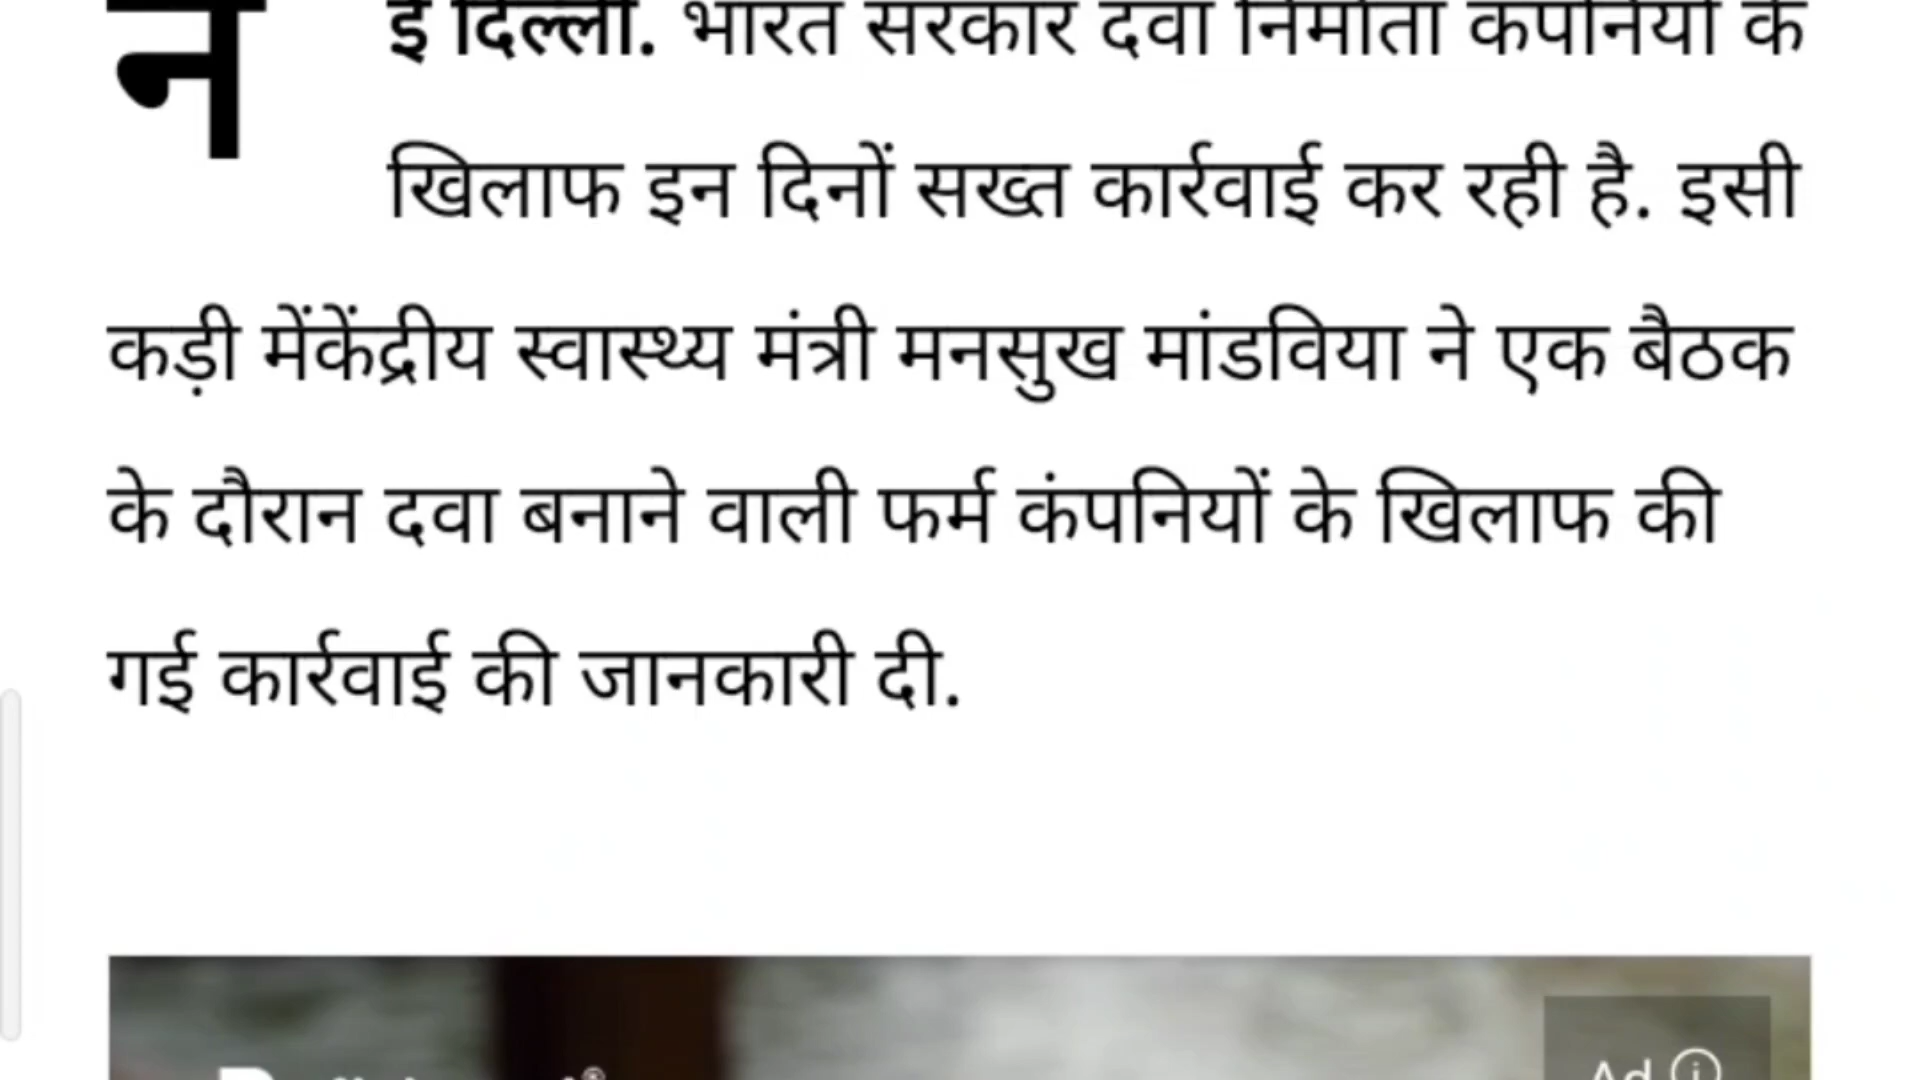 नई दिल्ली. भारत सरकार दवा निर्माता कंपनियों के
खिलाफ इन दिनों सख्त कार्रवाई कर रही है. इसी
कड़ी मेंकेंद्रीय स्वास्थ्य मंत्री मनसुख मांडविया ने एक बैठक
के दौरान दवा बनाने वाली फर्म कंपनियों के खिलाफ की
गई कार्रवाई की जानकारी दी.
Ad